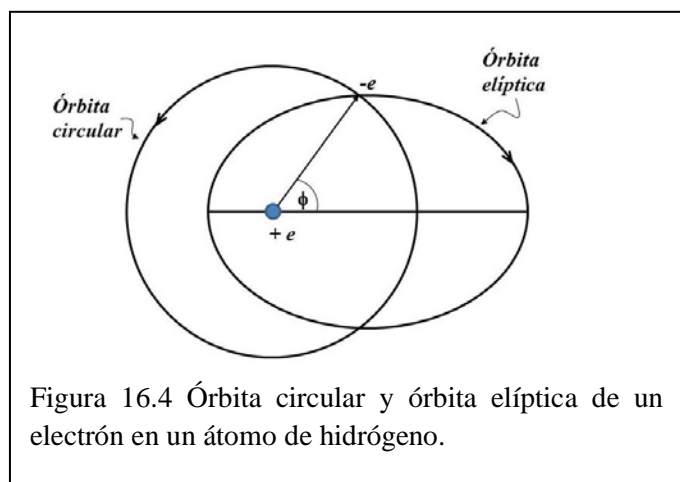 Órbita
circular
-e
Órbita
elíptica
ϕ
+ e
Figura 16.4 Órbita circular y órbita elíptica de un
electrón en un átomo de hidrógeno.